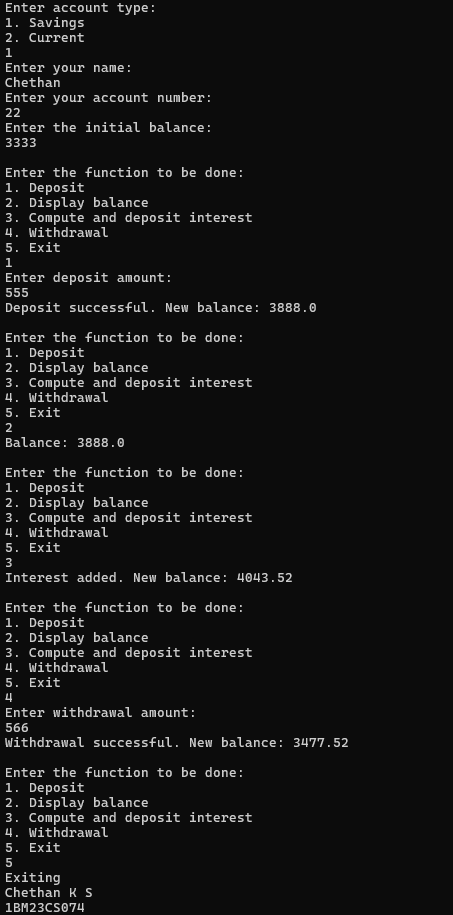 Enter account type:
1. Savings
2. Current
1
Enter your name:
Chethan
Enter your account number:
22
Enter the initial balance:
3333

Enter the function to be done:
1. Deposit
2. Display balance
3. Compute and deposit interest
4. Withdrawal
5. Exit
1
Enter deposit amount:
555
Deposit successful. New balance: 3888.0

Enter the function to be done:
1. Deposit
2. Display balance
3. Compute and deposit interest
4. Withdrawal
5. Exit
2
Balance: 3888.0

Enter the function to be done:
1. Deposit
2. Display balance
3. Compute and deposit interest
4. Withdrawal
5. Exit
3
Interest added. New balance: 4043.52

Enter the function to be done:
1. Deposit
2. Display balance
3. Compute and deposit interest
4. Withdrawal
5. Exit
4
Enter withdrawal amount:
566
Withdrawal successful. New balance: 3477.52

Enter the function to be done:
1. Deposit
2. Display balance
3. Compute and deposit interest
4. Withdrawal
5. Exit
5
Exiting
Chethan K S
1BM23CS074